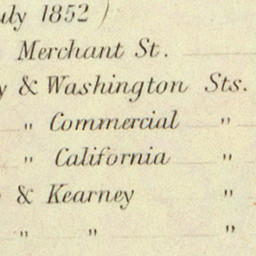 uly 1852 )
Merchant St.
y & Washington Sts.
" Commercial "
" California "
& Kearney "
" " "